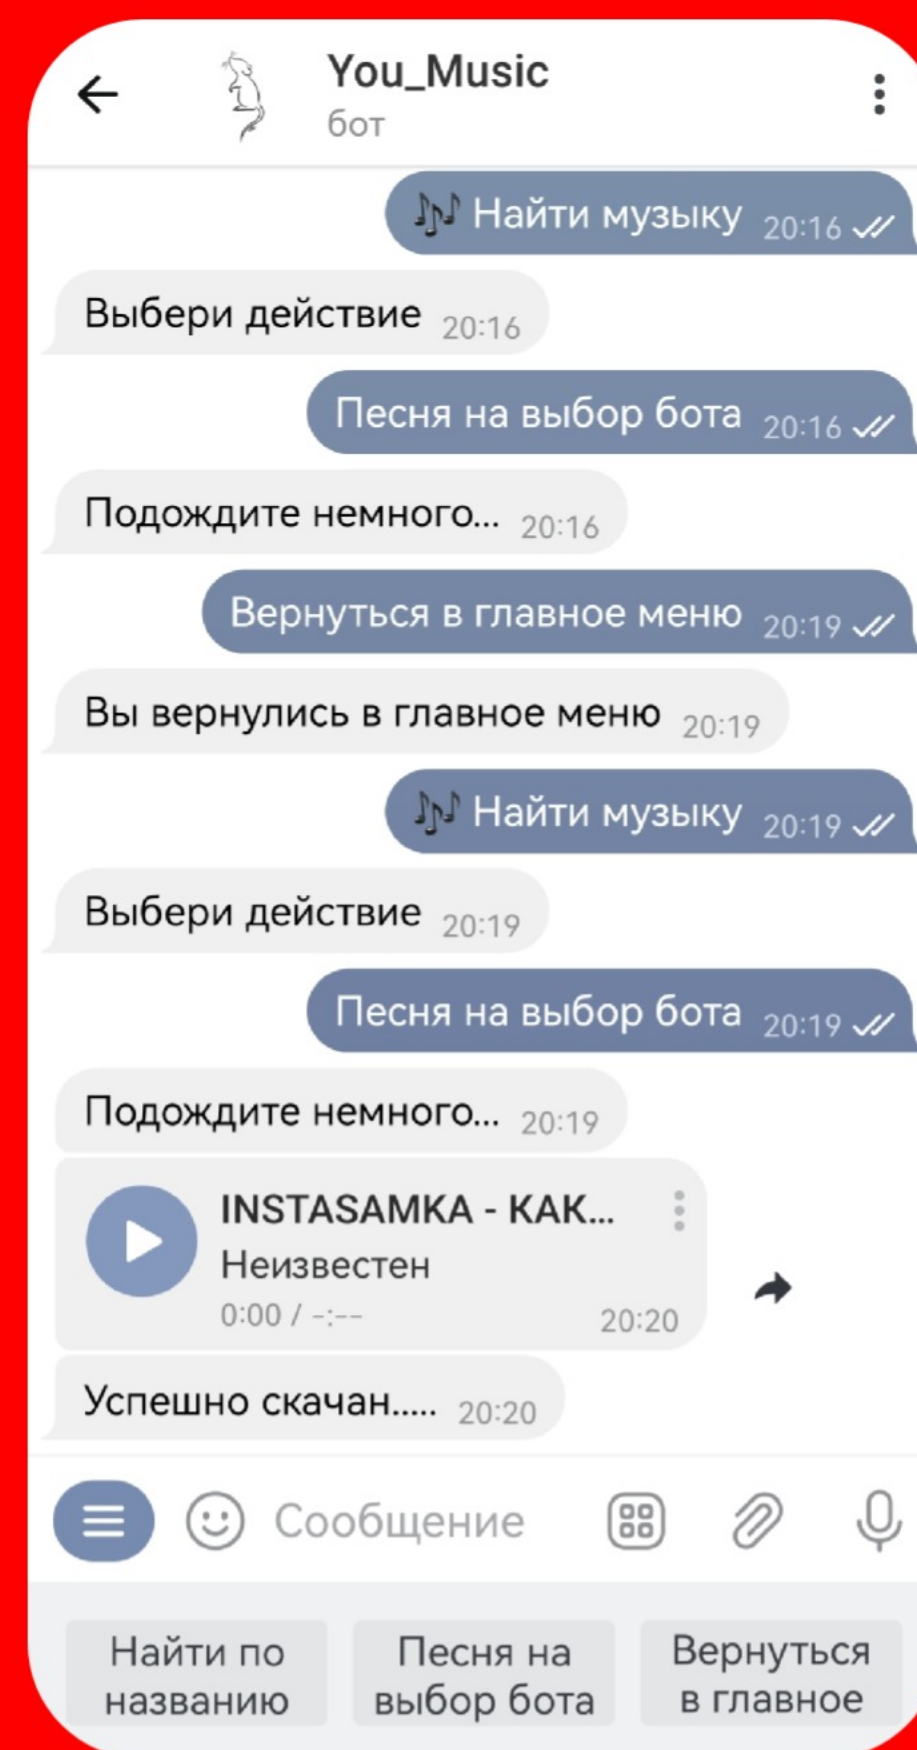 You_Music
бот
🎶 Найти музыку 20:16
Выбери действие 20:16
Песня на выбор бота 20:16
Подождите немного... 20:16
Вернуться в главное меню 20:19
Вы вернулись в главное меню 20:19
🎶 Найти музыку 20:19
Выбери действие 20:19
Песня на выбор бота 20:19
Подождите немного... 20:19
INSTASAMKA - КАК...
Неизвестен
0:00 / -:--
20:20
Успешно скачан..... 20:20
Сообщение
Найти по
названию
Песня на
выбор бота
Вернуться
в главное